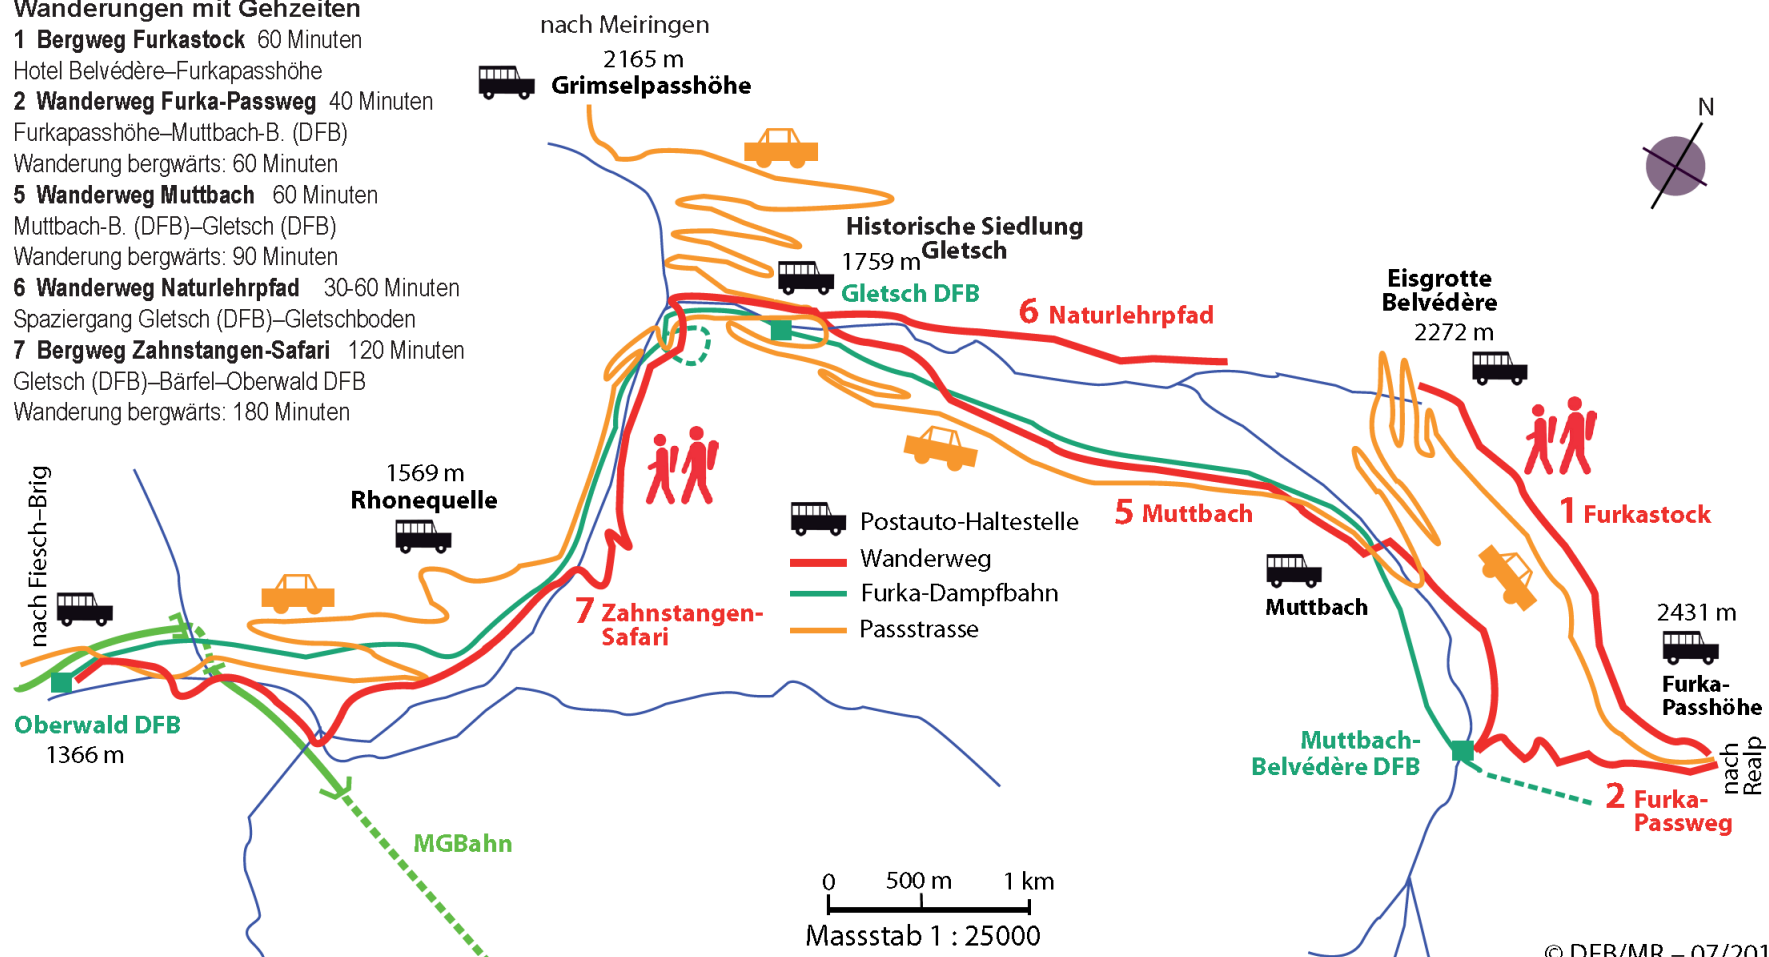 Wanderungen mit Gehzeiten
1 Bergweg Furkastock 60 Minuten
Hotel Belvédère–Furkapasshöhe
2 Wanderweg Furka-Passweg 40 Minuten
Furkapasshöhe–Muttbach-B. (DFB)
Wanderung bergwärts: 60 Minuten
5 Wanderweg Muttbach 60 Minuten
Muttbach-B. (DFB)–Gletsch (DFB)
Wanderung bergwärts: 90 Minuten
6 Wanderweg Naturlehrpfad 30-60 Minuten
Spaziergang Gletsch (DFB)–Gletschboden
7 Bergweg Zahnstangen-Safari 120 Minuten
Gletsch (DFB)–Bärfel–Oberwald DFB
Wanderung bergwärts: 180 Minuten
nach Meiringen
2165 m
Grimselpasshöhe
N
Historische Siedlung
Gletsch
1759 m
Gletsch DFB
6 Naturlehrpfad
Eisgrotte
Belvédère
2272 m
1 Furkastock
5 Muttbach
Muttbach
2431 m
Furka-
Passhöhe
nach
Realp
2 Furka-
Passweg
Muttbach-
Belvédère DFB
1569 m
Rhonequelle
nach Fiesch–Brig
7 Zahnstangen-
Safari
Oberwald DFB
1366 m
MGBahn
Postauto-Haltestelle
Wanderweg
Furka-Dampfbahn
Passstrasse
0 500 m 1 km
Massstab 1 : 25000
© DFB/MR – 07/201